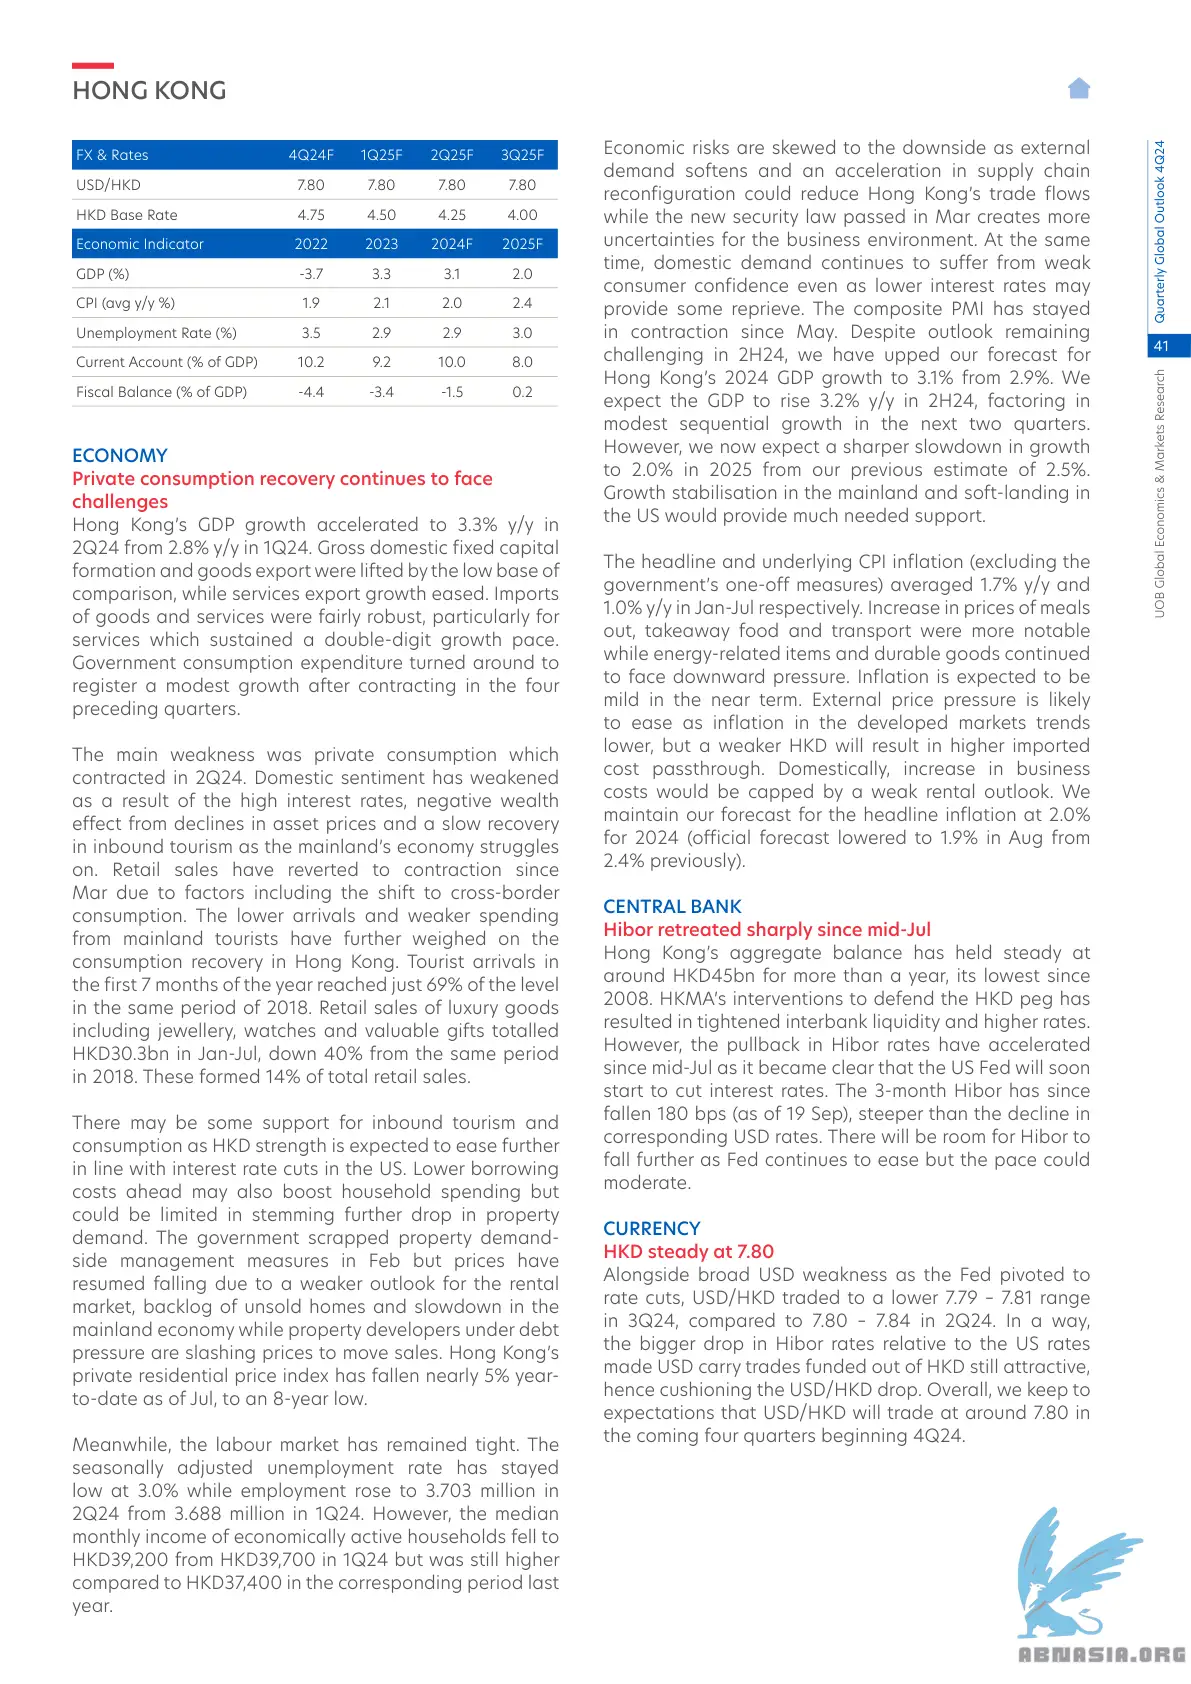 HONG KONG
FX & Rates 4Q24F 1Q25F 2Q25F 3Q25F
USD/HKD 7.80 7.80 7.80 7.80
HKD Base Rate 4.75 4.50 4.25 4.00
Economic Indicator 2022 2023 2024F 2025F
GDP (%) -3.7 3.3 3.1 2.0
CPI (avg y/y %) 1.9 2.1 2.0 2.4
Unemployment Rate (%) 3.5 2.9 2.9 3.0
Current Account (% of GDP) 10.2 9.2 10.0 8.0
Fiscal Balance (% of GDP) -4.4 -3.4 -1.5 0.2
ECONOMY
Private consumption recovery continues to face
challenges
Hong Kong's GDP growth accelerated to 3.3% y/y in
2Q24 from 2.8% y/y in 1Q24. Gross domestic fixed capital
formation and goods export were lifted by the low base of
comparison, while services export growth eased. Imports
of goods and services were fairly robust, particularly for
services which sustained a double-digit growth pace.
Government consumption expenditure turned around to
register a modest growth after contracting in the four
preceding quarters.
The main weakness was private consumption which
contracted in 2Q24. Domestic sentiment has weakened
as a result of the high interest rates, negative wealth
effect from declines in asset prices and a slow recovery
in inbound tourism as the mainland's economy struggles
on. Retail sales have reverted to contraction since
Mar due to factors including the shift to cross-border
consumption. The lower arrivals and weaker spending
from mainland tourists have further weighed on the
consumption recovery in Hong Kong. Tourist arrivals in
the first 7 months of the year reached just 69% of the level
in the same period of 2018. Retail sales of luxury goods
including jewellery, watches and valuable gifts totalled
HKD30.3bn in Jan-Jul, down 40% from the same period
in 2018. These formed 14% of total retail sales.
There may be some support for inbound tourism and
consumption as HKD strength is expected to ease further
in line with interest rate cuts in the US. Lower borrowing
costs ahead may also boost household spending but
could be limited in stemming further drop in property
demand. The government scrapped property demand-
side management measures in Feb but prices have
resumed falling due to a weaker outlook for the rental
market, backlog of unsold homes and slowdown in the
mainland economy while property developers under debt
pressure are slashing prices to move sales. Hong Kong's
private residential price index has fallen nearly 5% year-
to-date as of Jul, to an 8-year low.
Meanwhile, the labour market has remained tight. The
seasonally adjusted unemployment rate has stayed
low at 3.0% while employment rose to 3.703 million in
2Q24 from 3.688 million in 1Q24. However, the median
monthly income of economically active households fell to
HKD39,200 from HKD39,700 in 1Q24 but was still higher
compared to HKD37,400 in the corresponding period last
year.
Economic risks are skewed to the downside as external
demand softens and an acceleration in supply chain
reconfiguration could reduce Hong Kong's trade flows
while the new security law passed in Mar creates more
uncertainties for the business environment. At the same
time, domestic demand continues to suffer from weak
consumer confidence even as lower interest rates may
provide some reprieve. The composite PMI has stayed
in contraction since May. Despite outlook remaining
challenging in 2H24, we have upped our forecast for
Hong Kong's 2024 GDP growth to 3.1% from 2.9%. We
expect the GDP to rise 3.2% y/y in 2H24, factoring in
modest sequential growth in the next two quarters.
However, we now expect a sharper slowdown in growth
to 2.0% in 2025 from our previous estimate of 2.5%.
Growth stabilisation in the mainland and soft-landing in
the US would provide much needed support.
The headline and underlying CPI inflation (excluding the
government's one-off measures) averaged 1.7% y/y and
1.0% y/y in Jan-Jul respectively. Increase in prices of meals
out, takeaway food and transport were more notable
while energy-related items and durable goods continued
to face downward pressure. Inflation is expected to be
mild in the near term. External price pressure is likely
to ease as inflation in the developed markets trends
lower, but a weaker HKD will result in higher imported
cost passthrough. Domestically, increase in business
costs would be capped by a weak rental outlook. We
maintain our forecast for the headline inflation at 2.0%
for 2024 (official forecast lowered to 1.9% in Aug from
2.4% previously).
CENTRAL BANK
Hibor retreated sharply since mid-Jul
Hong Kong's aggregate balance has held steady at
around HKD45bn for more than a year, its lowest since
2008. HKMA's interventions to defend the HKD peg has
resulted in tightened interbank liquidity and higher rates.
However, the pullback in Hibor rates have accelerated
since mid-Jul as it became clear that the US Fed will soon
start to cut interest rates. The 3-month Hibor has since
fallen 180 bps (as of 19 Sep), steeper than the decline in
corresponding USD rates. There will be room for Hibor to
fall further as Fed continues to ease but the pace could
moderate.
CURRENCY
HKD steady at 7.80
Alongside broad USD weakness as the Fed pivoted to
rate cuts, USD/HKD traded to a lower 7.79 – 7.81 range
in 3Q24, compared to 7.80 – 7.84 in 2Q24. In a way,
the bigger drop in Hibor rates relative to the US rates
made USD carry trades funded out of HKD still attractive,
hence cushioning the USD/HKD drop. Overall, we keep to
expectations that USD/HKD will trade at around 7.80 in
the coming four quarters beginning 4Q24.
Quarterly Global Outlook 4Q24
41
UOB Global Economics & Markets Research
ABNASIA.ORG